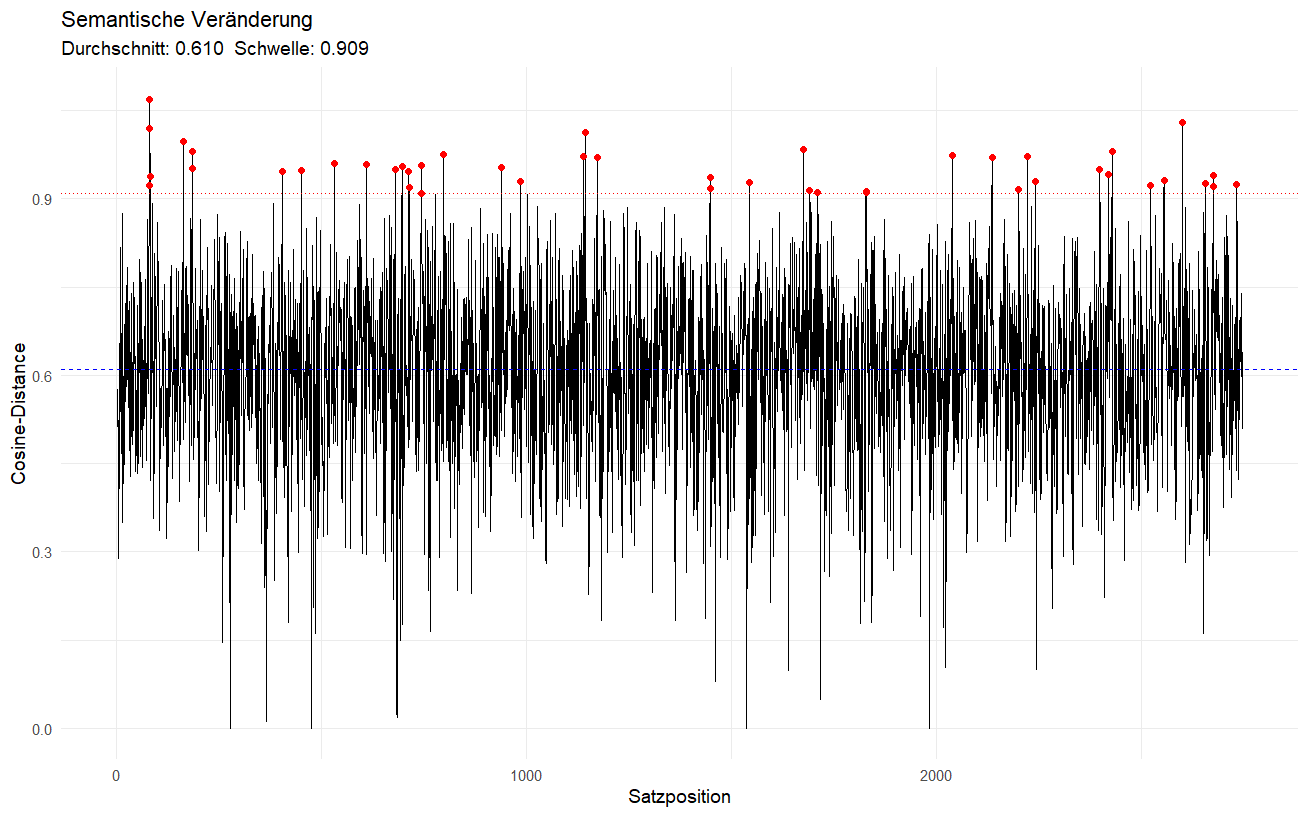 Semantische Veränderung
Durchschnitt: 0.610  Schwelle: 0.909
0.9
0.6
0.3
0.0
Cosine-Distance
0
1000
2000
Satzposition